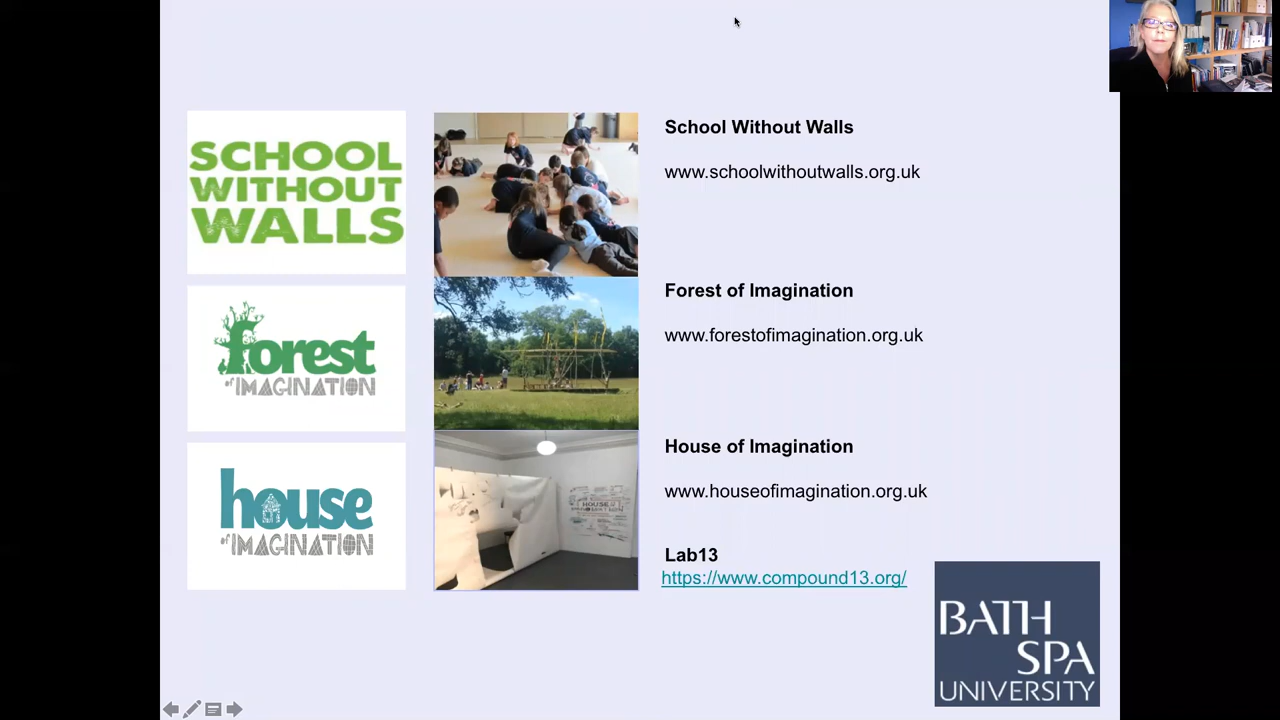 SCHOOL
WITHOUT
WALLS
School Without Walls
www.schoolwithoutwalls.org.uk
forest
of IMAGINATION
Forest of Imagination
www.forestofimagination.org.uk
house
of IMAGINATION
HOUSE
House of Imagination
www.houseofimagination.org.uk
Lab13
https://www.compound13.org/
BATH
SPA
UNIVERSITY